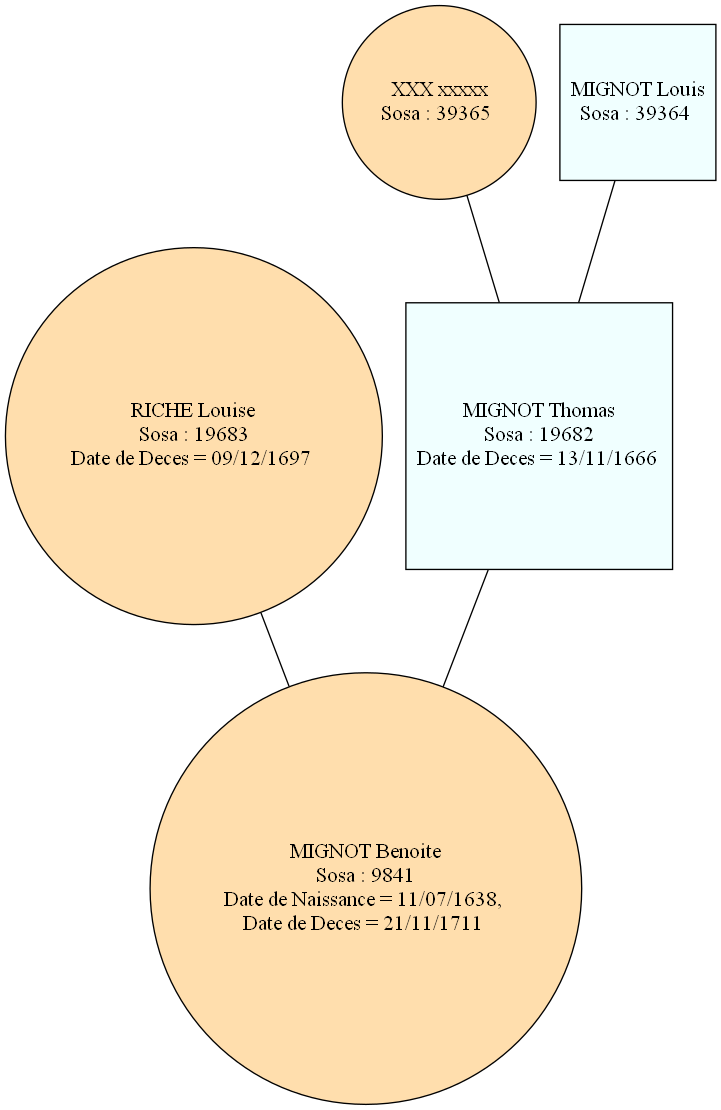 XXX xxxxx
Sosa : 39365
MIGNOT Louis
Sosa : 39364
RICHE Louise
Sosa : 19683
Date de Deces = 09/12/1697
MIGNOT Thomas
Sosa : 19682
Date de Deces = 13/11/1666
MIGNOT Benoite
Sosa : 9841
Date de Naissance = 11/07/1638,
Date de Deces = 21/11/1711